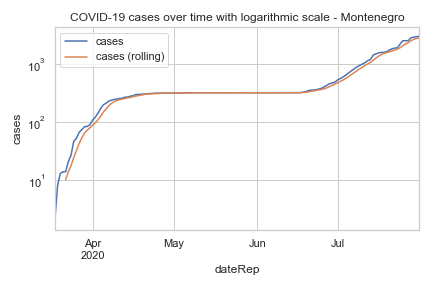 COVID-19 cases over time with logarithmic scale - Montenegro
cases
cases (rolling)
10³
10²
10¹
cases
Apr
2020
May
Jun
Jul
dateRep